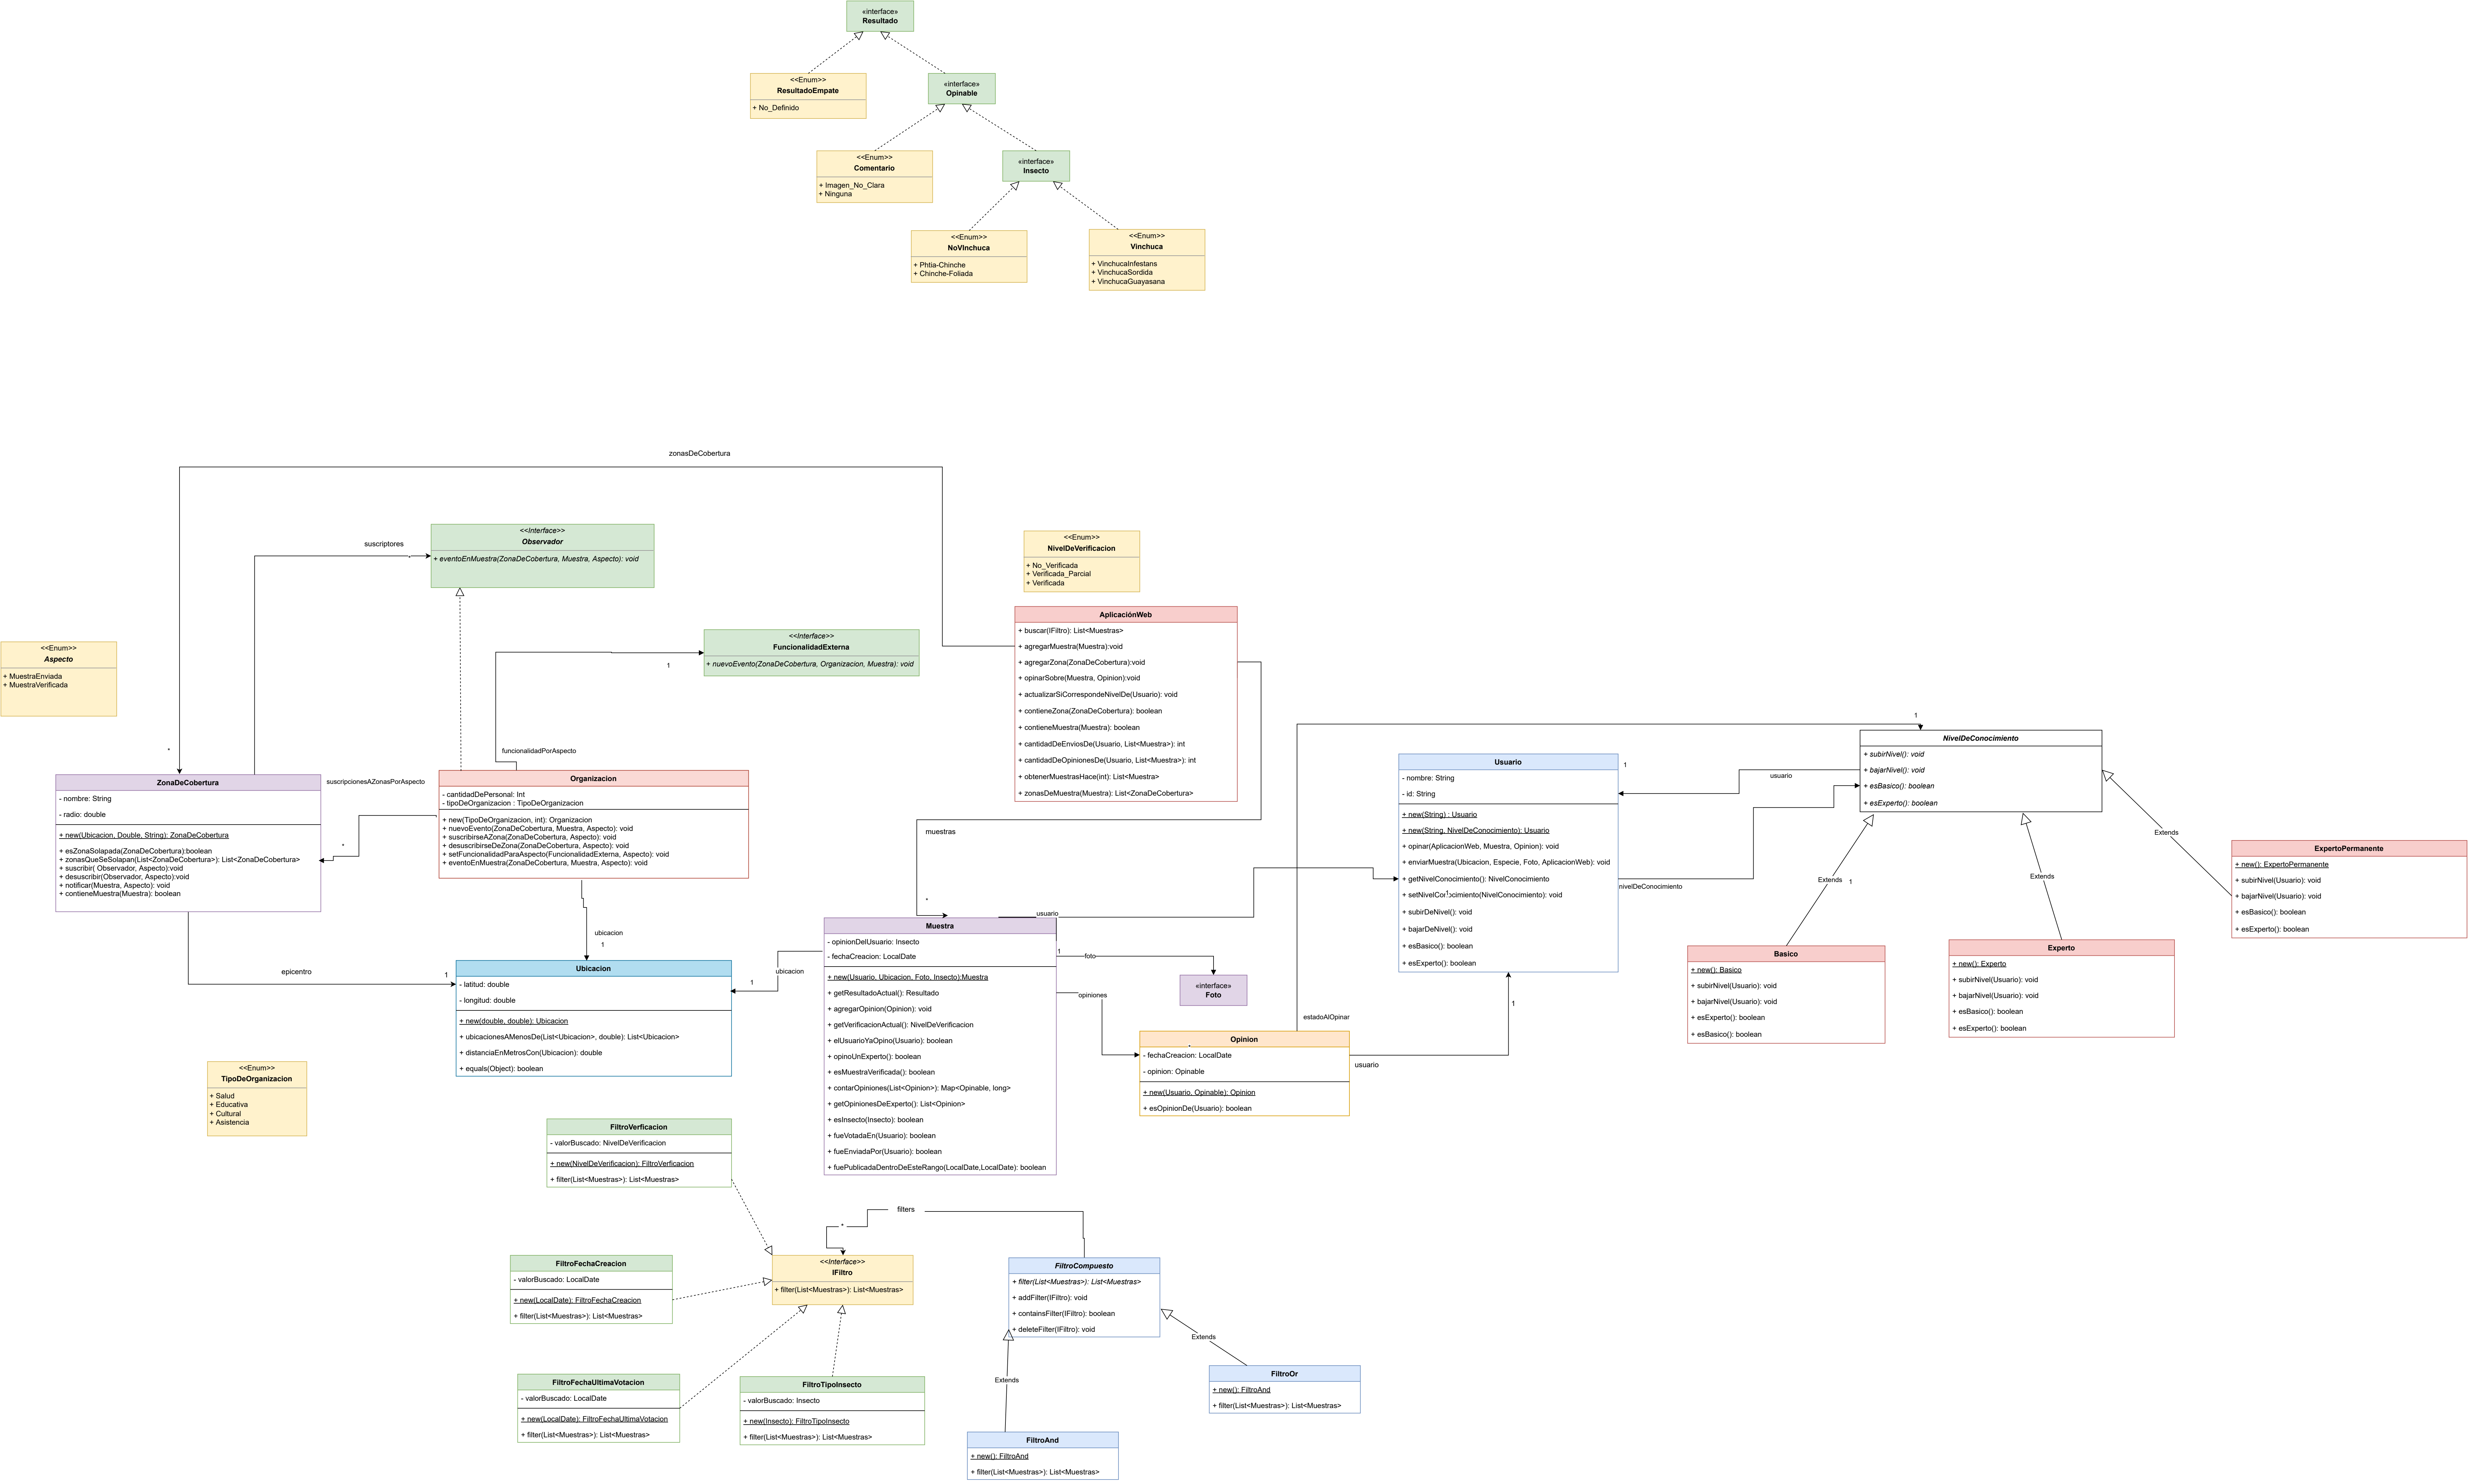 «interface»
Resultado
<<Enum>>
ResultadoEmpate
+ No_Definido
«interface»
Opinable
<<Enum>>
Comentario
+ Imagen_No_Clara
+ Ninguna
«interface»
Insecto
<<Enum>>
NoVInchuca
+ Phtia-Chinche
+ Chinche-Foliada
<<Enum>>
Vinchuca
+ VinchucaInfestans
+ VinchucaSordida
+ VinchucaGuayasana
zonasDeCobertura
<<Interface>>
Observador
+ eventoEnMuestra(ZonaDeCobertura, Muestra, Aspecto): void
suscriptores
*
<<Enum>>
NivelDeVerificacion
+ No_Verificada
+ Verificada_Parcial
+ Verificada
<<Interface>>
FuncionalidadExterna
+ nuevoEvento(ZonaDeCobertura, Organizacion, Muestra): void
1
funcionalidadPorAspecto
<<Enum>>
Aspecto
+ MuestraEnviada
+ MuestraVerificada
AplicaciónWeb
+ buscar(IFiltro): List<Muestras>
+ agregarMuestra(Muestra):void
+ agregarZona(ZonaDeCobertura):void
+ opinarSobre(Muestra, Opinion):void
+ actualizarSiCorrespondeNivelDe(Usuario): void
+ contieneZona(ZonaDeCobertura): boolean
+ contieneMuestra(Muestra): boolean
+ cantidadDeEnviosDe(Usuario, List<Muestra>): int
+ cantidadDeOpinionesDe(Usuario, List<Muestra>): int
+ obtenerMuestrasHace(int): List<Muestra>
+ zonasDeMuestra(Muestra): List<ZonaDeCobertura>
*
ZonaDeCobertura
- nombre: String
- radio: double
+ new(Ubicacion, Double, String): ZonaDeCobertura
+ esZonaSolapada(ZonaDeCobertura):boolean
+ zonasQueSeSolapan(List<ZonaDeCobertura>): List<ZonaDeCobertura>
+ suscribir( Observador, Aspecto):void
+ desuscribir(Observador, Aspecto):void
+ notificar(Muestra, Aspecto): void
+ contieneMuestra(Muestra): boolean
suscripcionesAZonasPorAspecto
*
Organizacion
- cantidadDePersonal: Int
- tipoDeOrganizacion : TipoDeOrganizacion
+ new(TipoDeOrganizacion, int): Organizacion
+ nuevoEvento(ZonaDeCobertura, Muestra, Aspecto): void
+ suscribirseAZona(ZonaDeCobertura, Aspecto): void
+ desuscribirseDeZona(ZonaDeCobertura, Aspecto): void
+ setFuncionalidadParaAspecto(FuncionalidadExterna, Aspecto): void
+ eventoEnMuestra(ZonaDeCobertura, Muestra, Aspecto): void
ubicacion
1
epicentro
1
Ubicacion
- latitud: double
- longitud: double
+ new(double, double): Ubicacion
+ ubicacionesAMenosDe(List<Ubicacion>, double): List<Ubicacion>
+ distanciaEnMetrosCon(Ubicacion): double
+ equals(Object): boolean
ubicacion
1
muestras
*
usuario
Muestra
- opinionDelUsuario: Insecto
- fechaCreacion: LocalDate
+ new(Usuario, Ubicacion, Foto, Insecto):Muestra
+ getResultadoActual(): Resultado
+ agregarOpinion(Opinion): void
+ getVerificacionActual(): NivelDeVerificacion
+ elUsuarioYaOpino(Usuario): boolean
+ opinoUnExperto(): boolean
+ esMuestraVerificada(): boolean
+ contarOpiniones(List<Opinion>): Map<Opinable, long>
+ getOpinionesDeExperto(): List<Opinion>
+ esInsecto(Insecto): boolean
+ fueVotadaEn(Usuario): boolean
+ fueEnviadaPor(Usuario): boolean
+ fuePublicadaDentroDeEsteRango(LocalDate,LocalDate): boolean
1
foto
«interface»
Foto
opiniones
*
Opinion
- fechaCreacion: LocalDate
- opinion: Opinable
+ new(Usuario, Opinable): Opinion
+ esOpinionDe(Usuario): boolean
estadoAlOpinar
1
usuario
1
Usuario
- nombre: String
- id: String
+ new(String) : Usuario
+ new(String, NivelDeConocimiento): Usuario
+ opinar(AplicacionWeb, Muestra, Opinion): void
+ enviarMuestra(Ubicacion, Especie, Foto, AplicacionWeb): void
+ getNivelConocimiento(): NivelConocimiento
+ setNivelConocimiento(NivelConocimiento): void
1
+ subirDeNivel(): void
+ bajarDeNivel(): void
+ esBasico(): boolean
+ esExperto(): boolean
1
usuario
nivelDeConocimiento
NivelDeConocimiento
+ subirNivel(): void
+ bajarNivel(): void
+ esBasico(): boolean
+ esExperto(): boolean
Extends
1
Extends
Extends
Basico
+ new(): Basico
+ subirNivel(Usuario): void
+ bajarNivel(Usuario): void
+ esExperto(): boolean
+ esBasico(): boolean
Experto
+ new(): Experto
+ subirNivel(Usuario): void
+ bajarNivel(Usuario): void
+ esBasico(): boolean
+ esExperto(): boolean
ExpertoPermanente
+ new(): ExpertoPermanente
+ subirNivel(Usuario): void
+ bajarNivel(Usuario): void
+ esBasico(): boolean
+ esExperto(): boolean
<<Enum>>
TipoDeOrganizacion
+ Salud
+ Educativa
+ Cultural
+ Asistencia
FiltroVerficacion
- valorBuscado: NivelDeVerificacion
+ new(NivelDeVerificacion): FiltroVerficacion
+ filter(List<Muestras>): List<Muestras>
FiltroFechaCreacion
- valorBuscado: LocalDate
+ new(LocalDate): FiltroFechaCreacion
+ filter(List<Muestras>): List<Muestras>
FiltroFechaUltimaVotacion
- valorBuscado: LocalDate
+ new(LocalDate): FiltroFechaUltimaVotacion
+ filter(List<Muestras>): List<Muestras>
FiltroTipoInsecto
- valorBuscado: Insecto
+ new(Insecto): FiltroTipoInsecto
+ filter(List<Muestras>): List<Muestras>
filters
*
<<Interface>>
IFiltro
+ filter(List<Muestras>): List<Muestras>
FiltroCompuesto
+ filter(List<Muestras>): List<Muestras>
+ addFilter(IFiltro): void
+ containsFilter(IFiltro): boolean
+ deleteFilter(IFiltro): void
Extends
Extends
FiltroOr
+ new(): FiltroAnd
+ filter(List<Muestras>): List<Muestras>
FiltroAnd
+ new(): FiltroAnd
+ filter(List<Muestras>): List<Muestras>